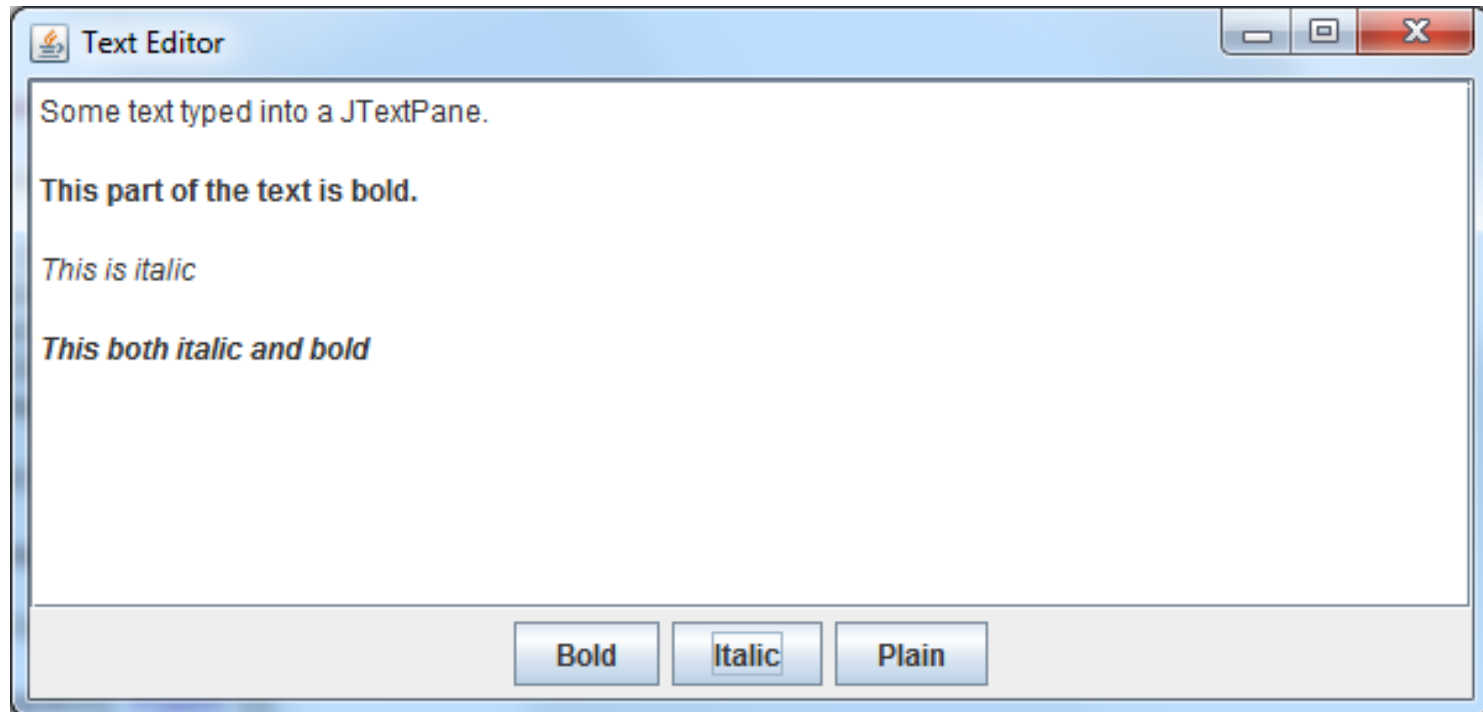 Text Editor
Some text typed into a JTextPane.
This part of the text is bold.
This is italic
This both italic and bold
Bold Italic Plain